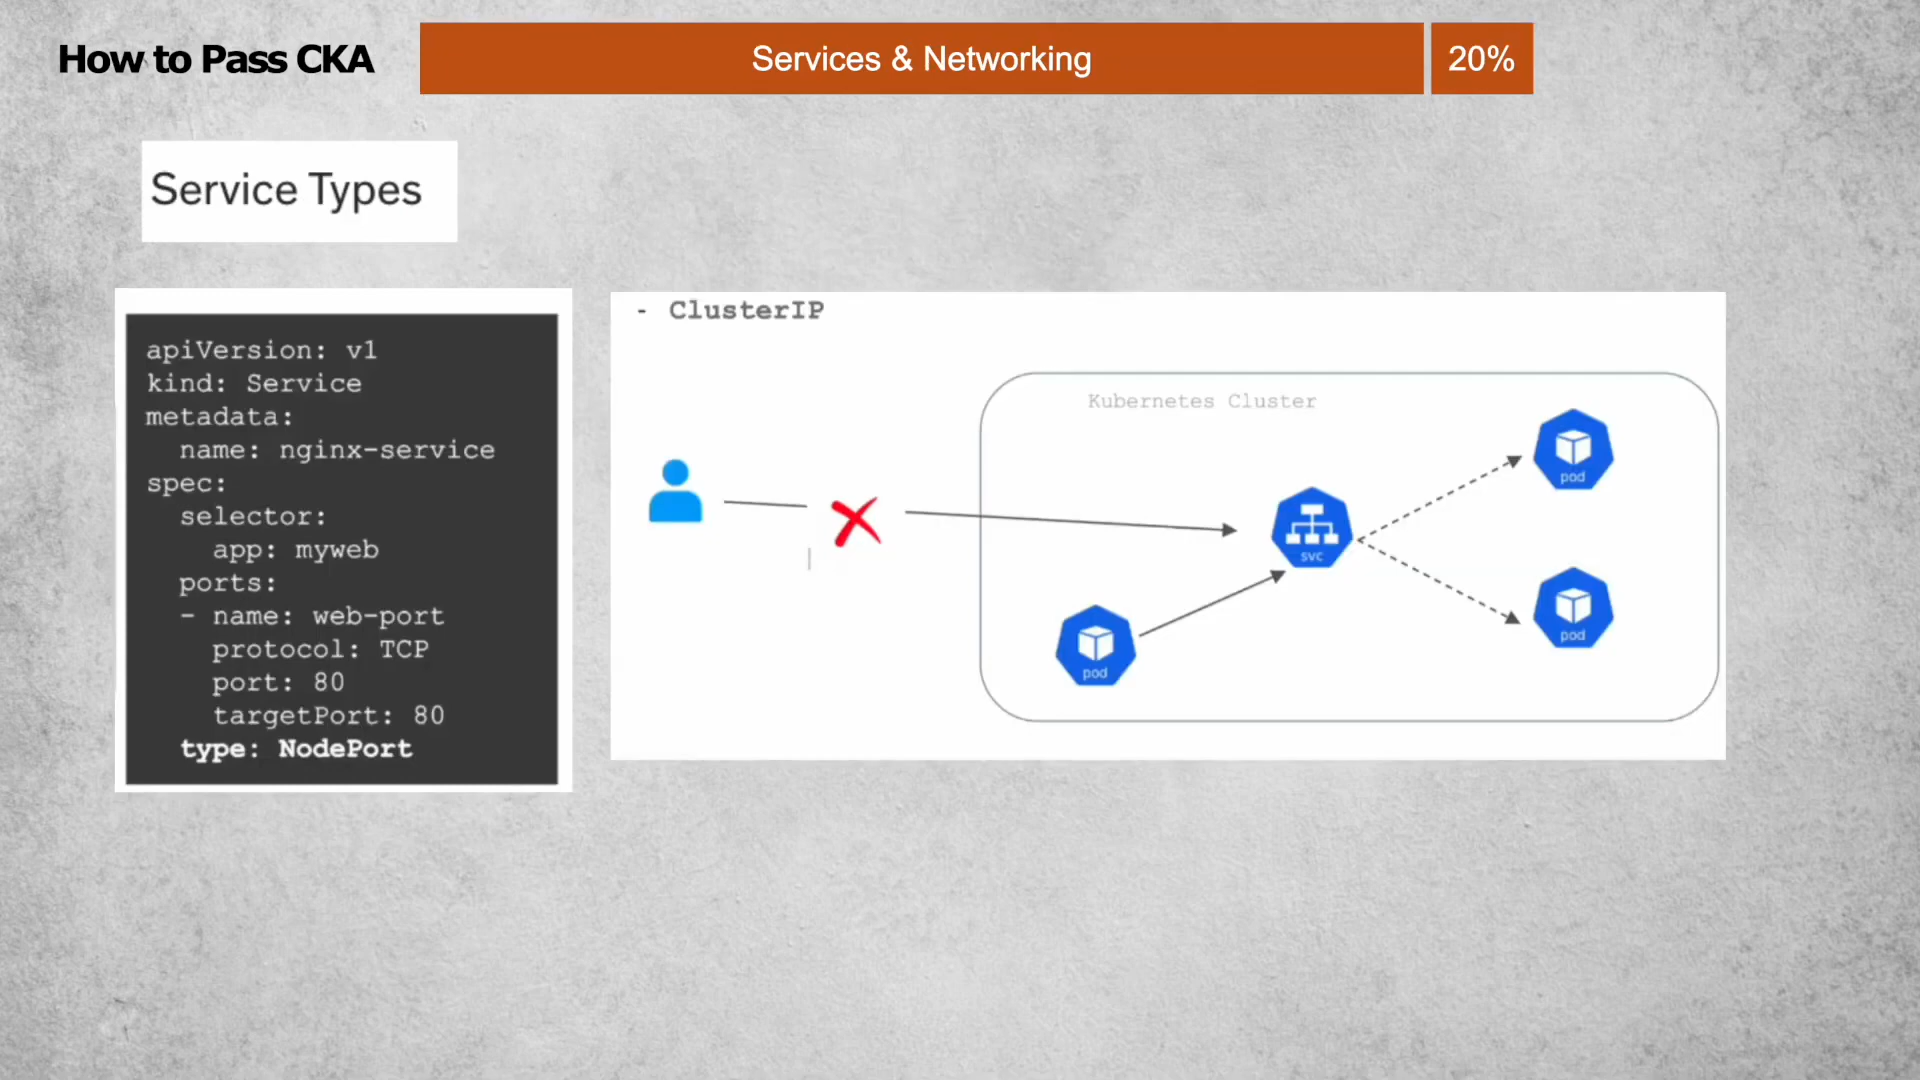 How to Pass CKA
Services & Networking
20%
Service Types
apiVersion: v1
kind: Service
metadata:
  name: nginx-service
spec:
  selector:
    app: myweb
  ports:
  - name: web-port
    protocol: TCP
    port: 80
    targetPort: 80
  type: NodePort
- ClusterIP
Kubernetes Cluster
pod
svc
pod
pod